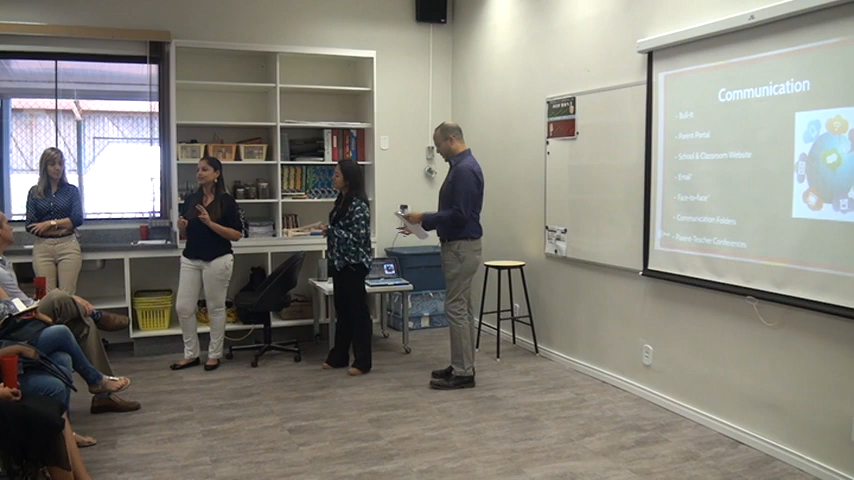 Communication
- Bull-it
- Parent Portal
- School & Classroom Website
- Email
- Face-to-Face
- Communication Folders
- Parent Teacher Conferences